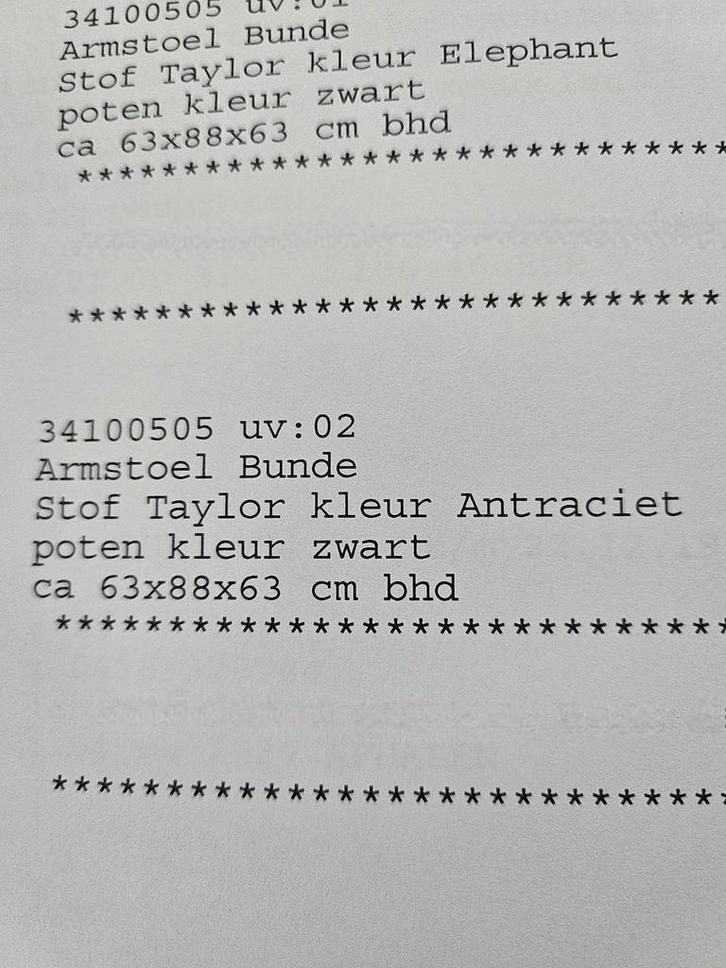 34100505 uv:01
Armstoel Bunde
Stof Taylor kleur Elephant
poten kleur zwart
ca 63x88x63 cm bhd
*****************************
*****************************
34100505 uv:02
Armstoel Bunde
Stof Taylor kleur Antraciet
poten kleur zwart
ca 63x88x63 cm bhd
****************************
****************************